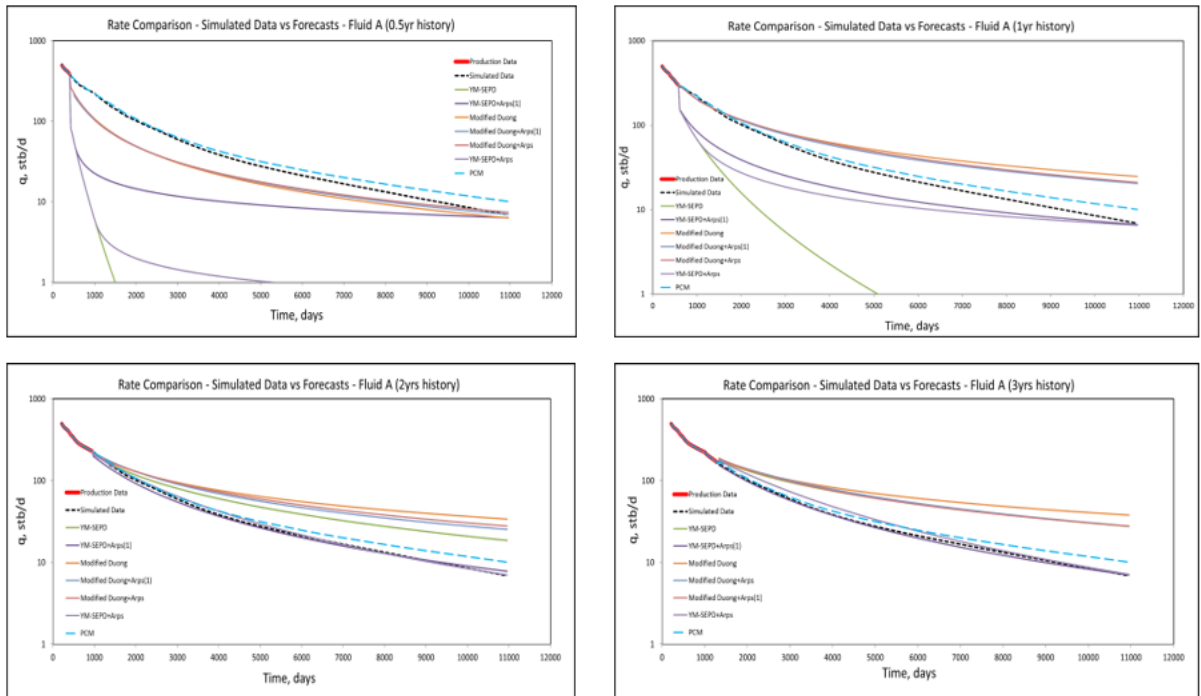 Rate Comparison - Simulated Data vs Forecasts - Fluid A (0.5yr history)
1000
100
10
1
q, stb/d
0 1000 2000 3000 4000 5000 6000 7000 8000 9000 10000 11000 12000
Time, days
Production Data
Simulated Data
YM-SEPD
YM-SEPD+Arps(1)
Modified Duong
Modified Duong+Arps(1)
Modified Duong+Arps
YM-SEPD+Arps
PCM
Rate Comparison - Simulated Data vs Forecasts - Fluid A (1yr history)
1000
100
10
1
q, stb/d
Production Data
Simulated Data
YM-SEPD
YM-SEPD+Arps(1)
Modified Duong
Modified Duong+Arps(1)
Modified Duong+Arps
YM-SEPD+Arps
PCM
0 1000 2000 3000 4000 5000 6000 7000 8000 9000 10000 11000 12000
Time, days
Rate Comparison - Simulated Data vs Forecasts - Fluid A (2yrs history)
1000
100
10
1
q, stb/d
Production Data
Simulated Data
YM-SEPD
YM-SEPD+Arps(1)
Modified Duong
Modified Duong+Arps(1)
Modified Duong+Arps
YM-SEPD+Arps
PCM
0 1000 2000 3000 4000 5000 6000 7000 8000 9000 10000 11000 12000
Time, days
Rate Comparison - Simulated Data vs Forecasts - Fluid A (3yrs history)
1000
100
10
1
q, stb/d
Production Data
Simulated Data
YM-SEPD
YM-SEPD+Arps(1)
Modified Duong
Modified Duong+Arps
Modified Duong+Arps(1)
YM-SEPD+Arps
PCM
0 1000 2000 3000 4000 5000 6000 7000 8000 9000 10000 11000 12000
Time, days